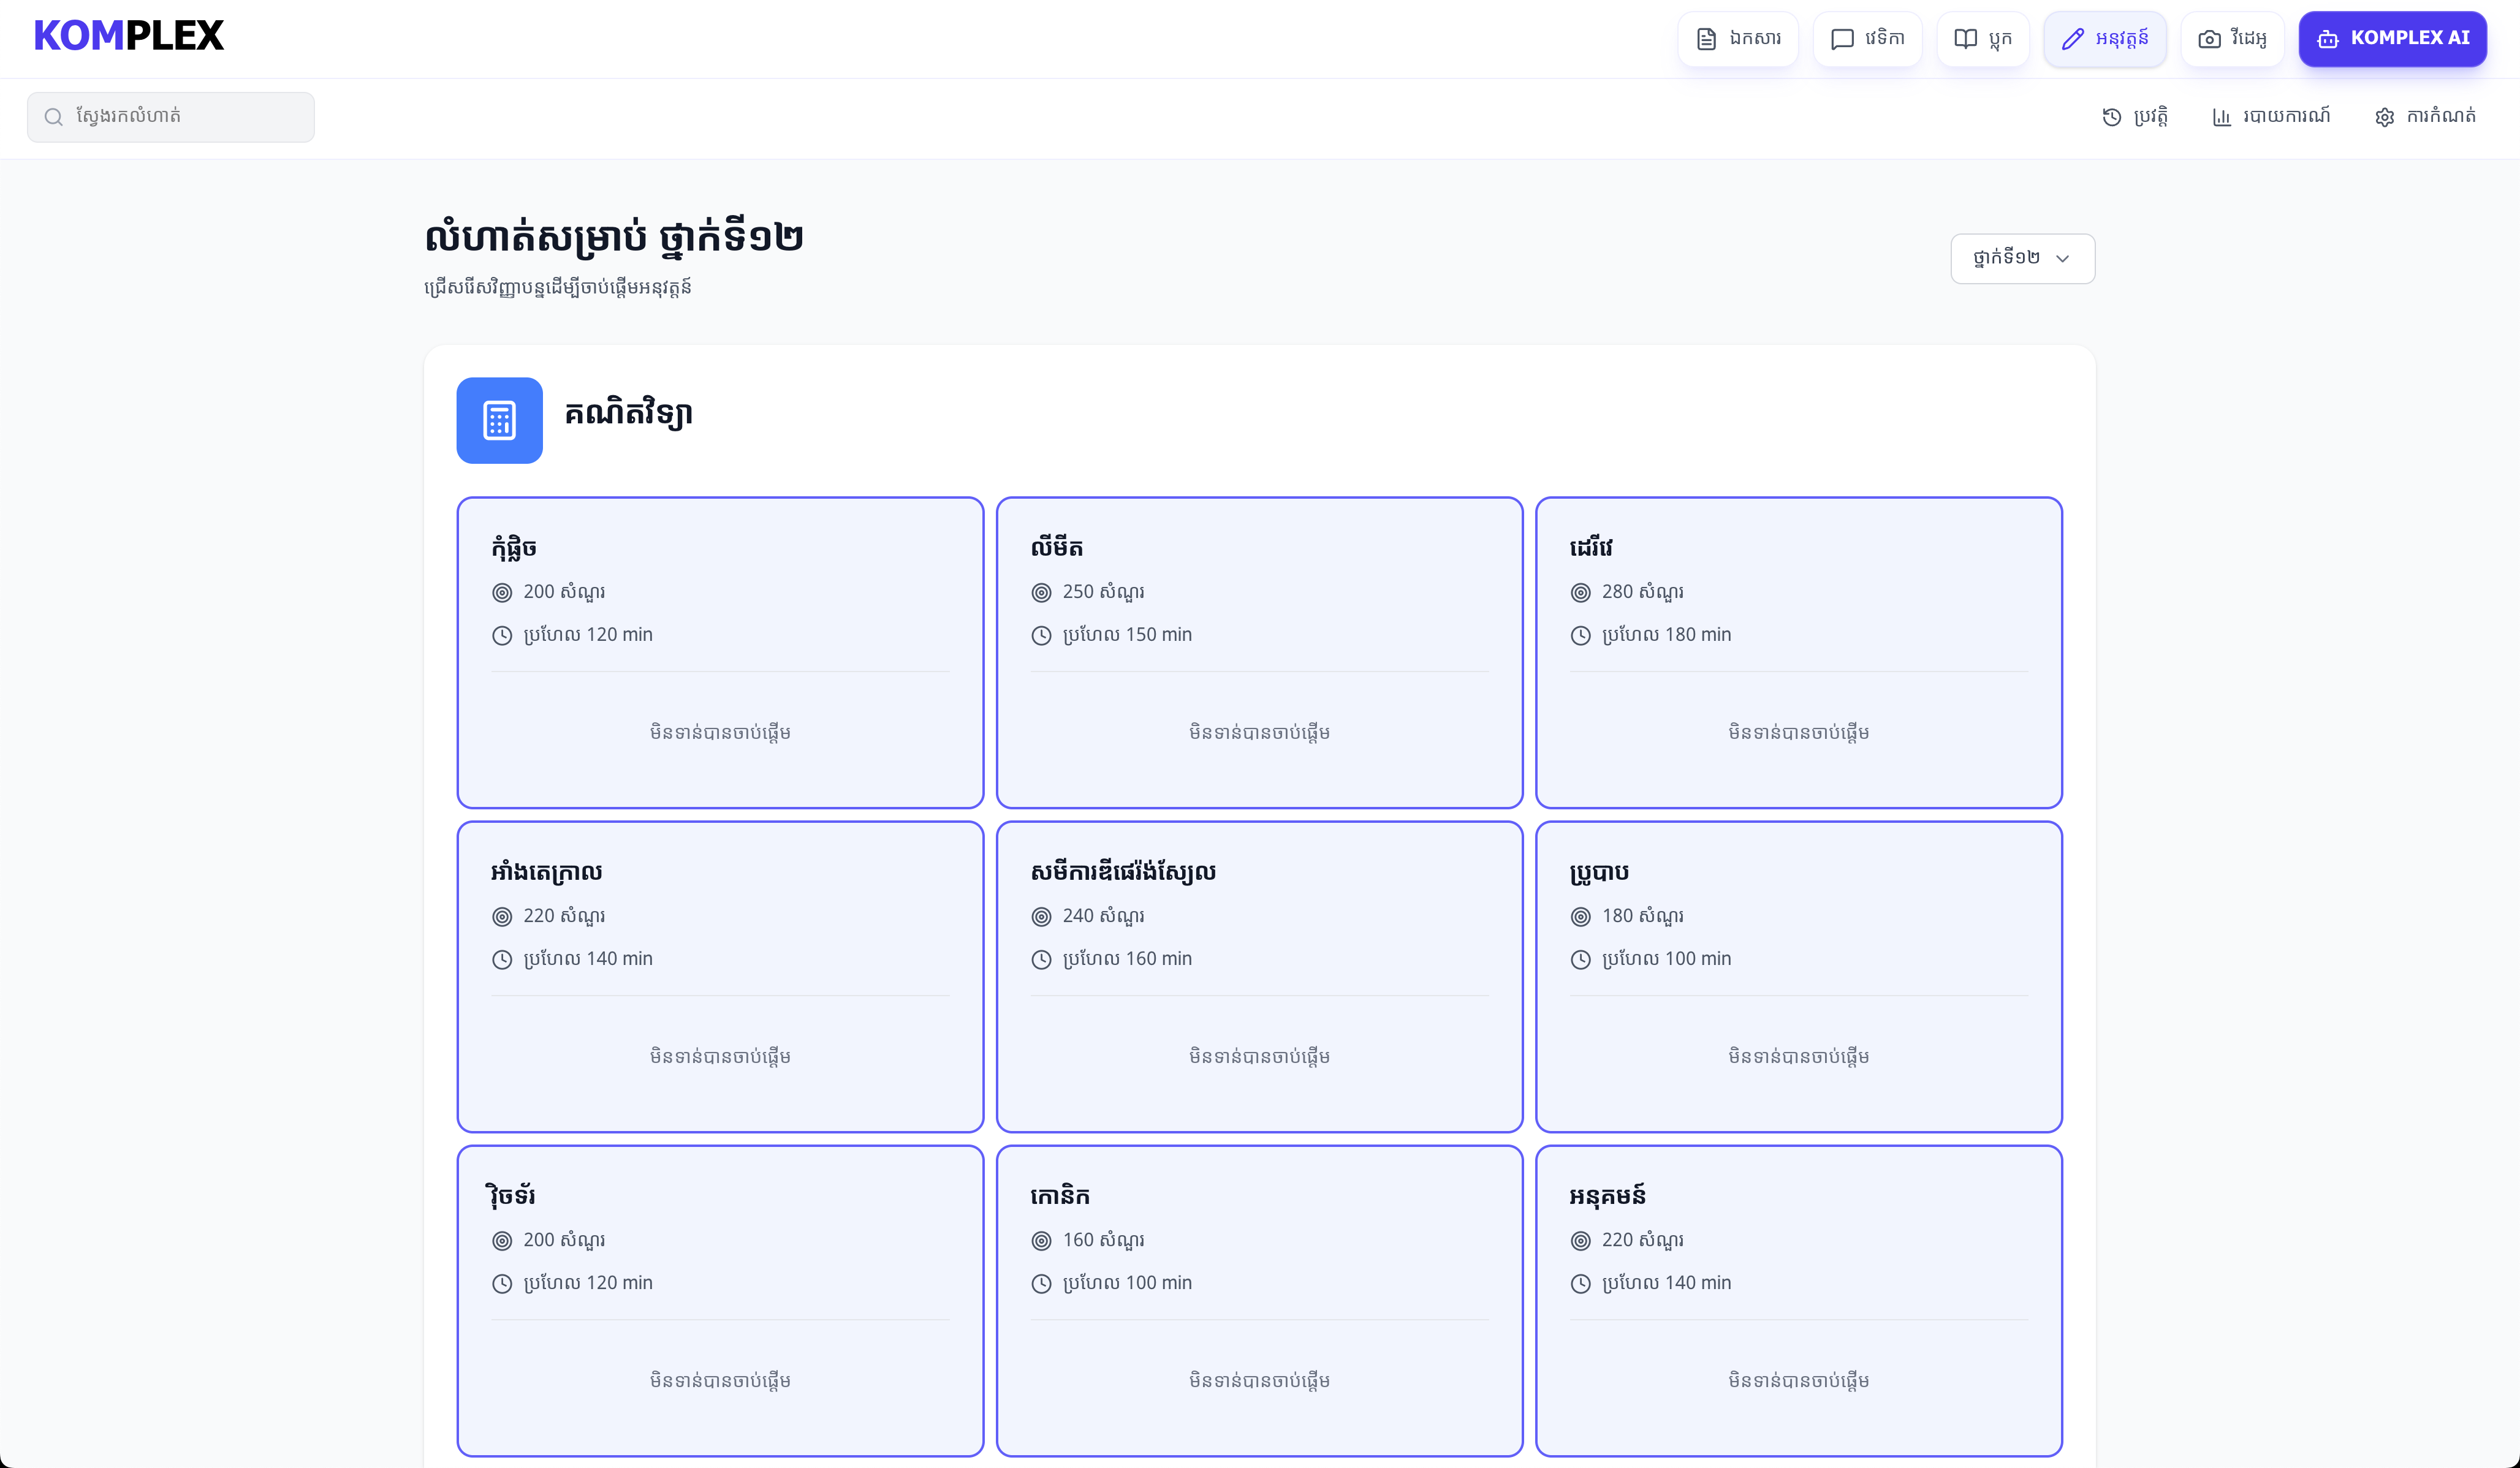 KOMPLEX
ឯកសារ
វេទិកា
ប្លុក
អនុវត្តន៍
វីដេអូ
KOMPLEX AI
ស្វែងរកលំហាត់
ប្រវត្តិ
របាយការណ៍
ការកំណត់
លំហាត់សម្រាប់ ថ្នាក់ទី១២
ជ្រើសរើសវិញ្ញាបន្នដើម្បីចាប់ផ្តើមអនុវត្តន៍
ថ្នាក់ទី១២
គណិតវិទ្យា
កុំផ្លិច
200 សំណួរ
ប្រហែល 120 min
មិនទាន់បានចាប់ផ្តើម
លីមីត
250 សំណួរ
ប្រហែល 150 min
មិនទាន់បានចាប់ផ្តើម
ដេរីវេ
280 សំណួរ
ប្រហែល 180 min
មិនទាន់បានចាប់ផ្តើម
អាំងតេក្រាល
220 សំណួរ
ប្រហែល 140 min
មិនទាន់បានចាប់ផ្តើម
សមីការឌីផេរ៉ង់ស្យែល
240 សំណួរ
ប្រហែល 160 min
មិនទាន់បានចាប់ផ្តើម
ប្រូបាប
180 សំណួរ
ប្រហែល 100 min
មិនទាន់បានចាប់ផ្តើម
វ៉ិចទ័រ
200 សំណួរ
ប្រហែល 120 min
មិនទាន់បានចាប់ផ្តើម
កោនិក
160 សំណួរ
ប្រហែល 100 min
មិនទាន់បានចាប់ផ្តើម
អនុគមន៍
220 សំណួរ
ប្រហែល 140 min
មិនទាន់បានចាប់ផ្តើម